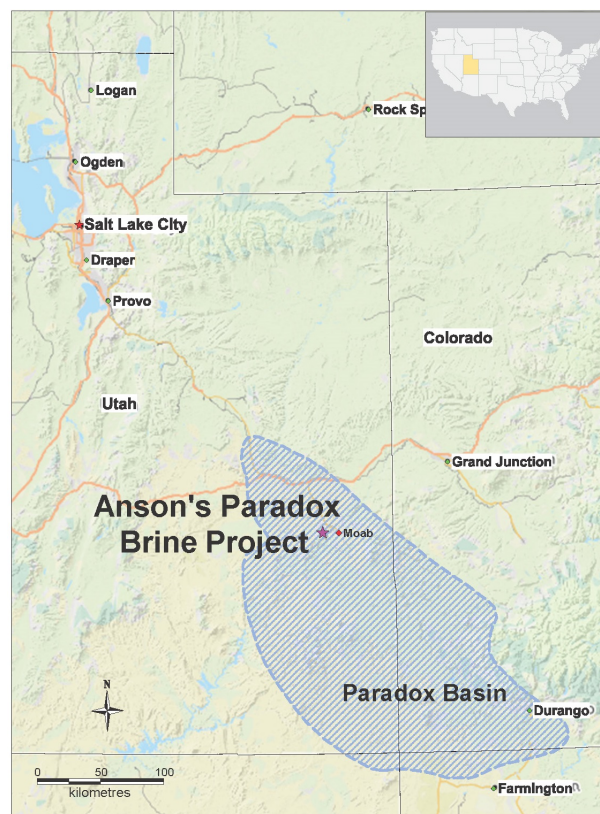 Logan
Rock Sp
Ogden
Salt Lake City
Draper
Provo
Colorado
Utah
Grand Junction
Anson's Paradox
Brine Project
Moab
Paradox Basin
N
Durango
0 50 100
kilometres
Farmington